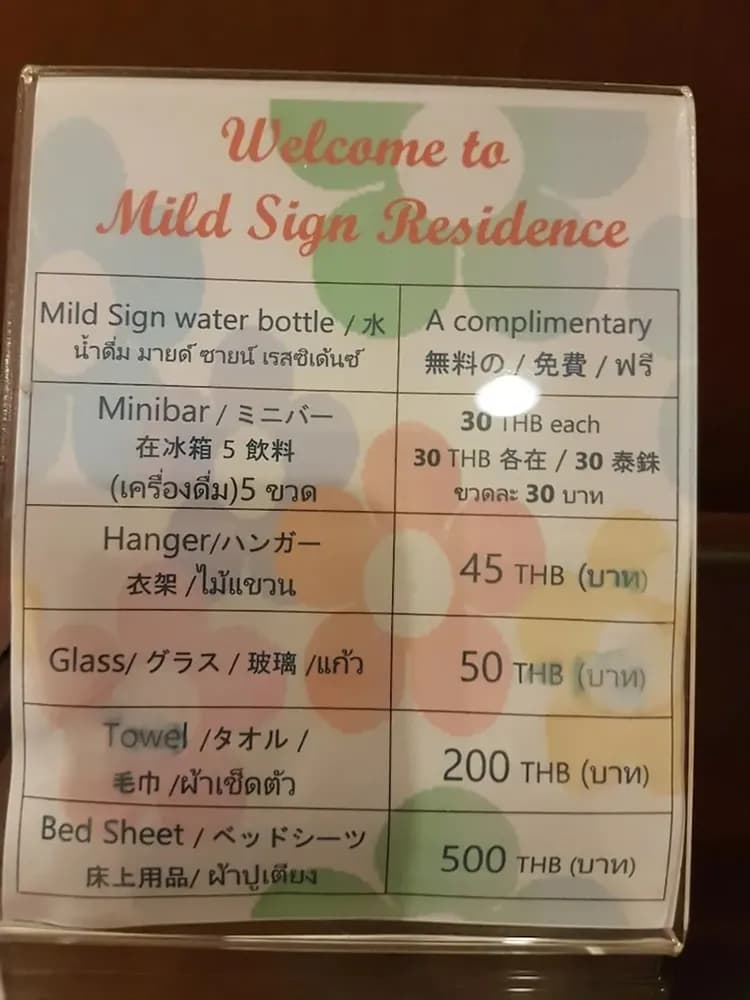 Welcome to
Mild Sign Residence
Mild Sign water bottle / 水
น้ำดื่ม มายด์ ซายน์ เรสซิเด้นซ์
A complimentary
無料の / 免費 / ฟรี
Minibar / ミニバー
在冰箱 5 飲料
(เครื่องดื่ม)5 ขวด
30 THB each
30 THB 各在 / 30 泰銖
ขวดละ 30 บาท
Hanger/ハンガー
衣架 /ไม้แขวน
45 THB (บาท)
Glass/ グラス / 玻璃 /แก้ว
50 THB (บาท)
Towel /タオル /
毛巾 /ผ้าเช็ดตัว
200 THB (บาท)
Bed Sheet / ベッドシーツ
床上用品/ ผ้าปูเตียง
500 THB (บาท)